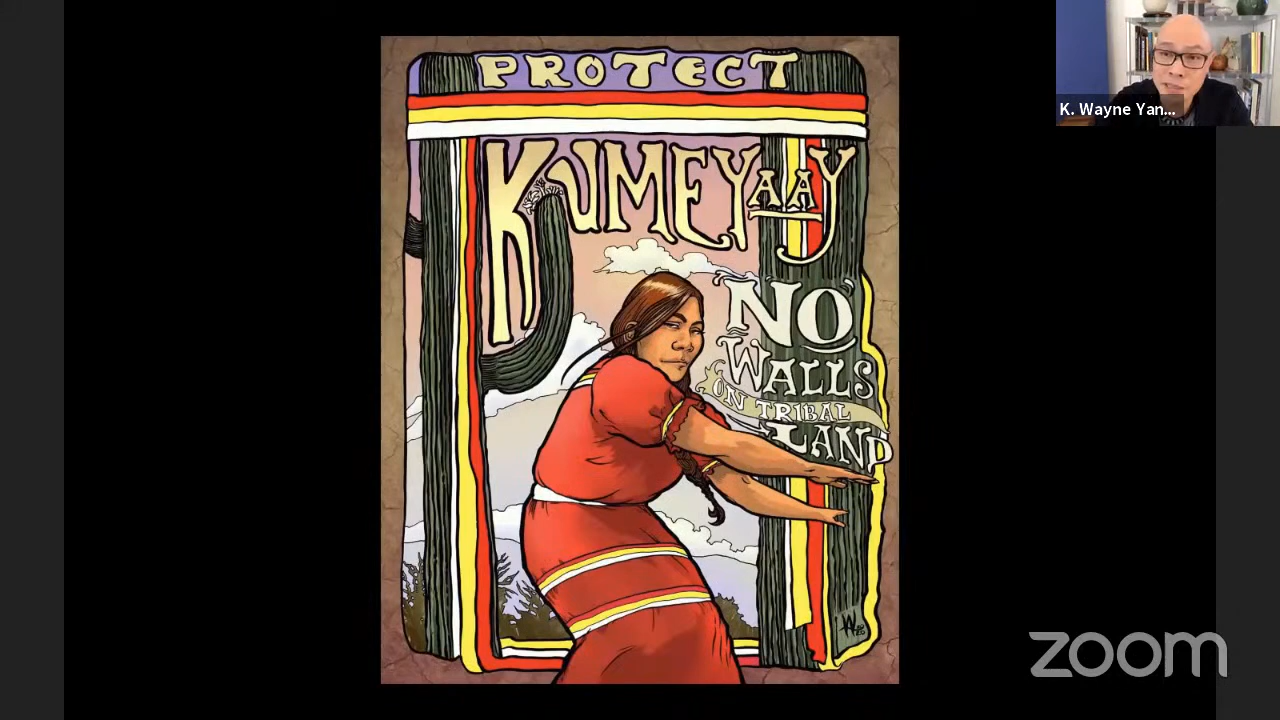 PROTECT
KUMEYAAY
NO
WALLS
ON TRIBAL
LAND
K. Wayne Yan...
zoom